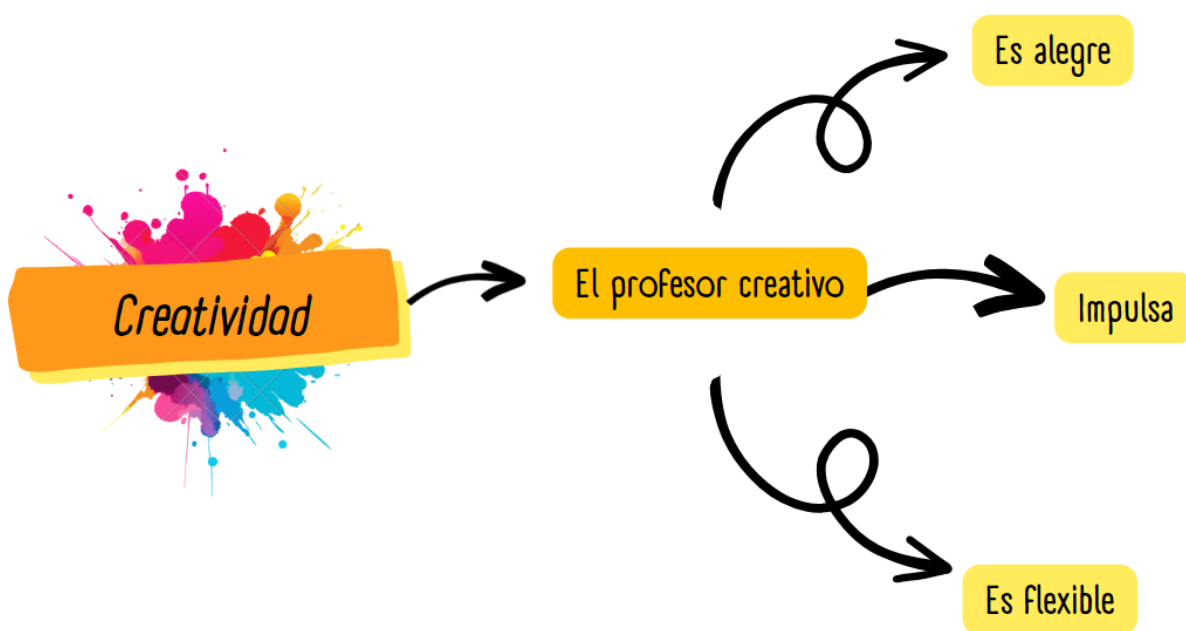 Creatividad
El profesor creativo
Es alegre
Impulsa
Es flexible